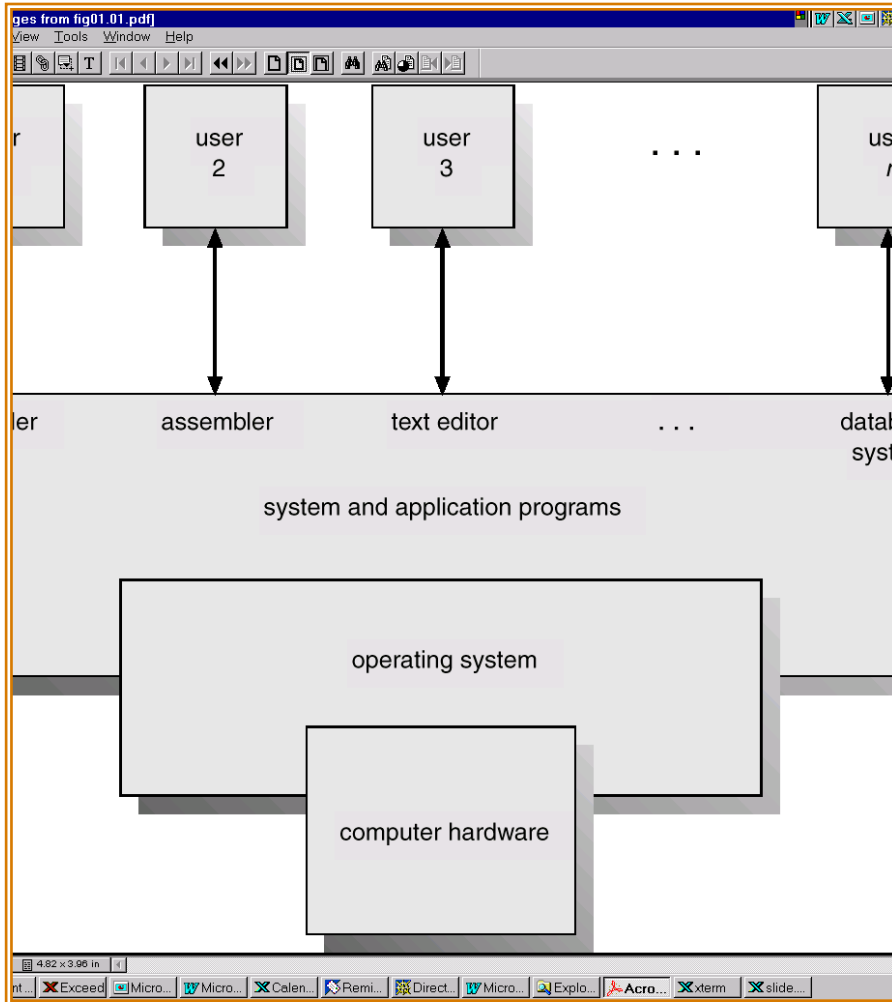 ges from fig01.01.pdf]
View Tools Window Help
T
user
2
user
3
. . .
assembler
text editor
. . .
system and application programs
operating system
computer hardware
4.82 x 3.96 in
Exceed Micro... Micro... Calen... Remi... Direct... Micro... Explo... Acro... xterm slide....